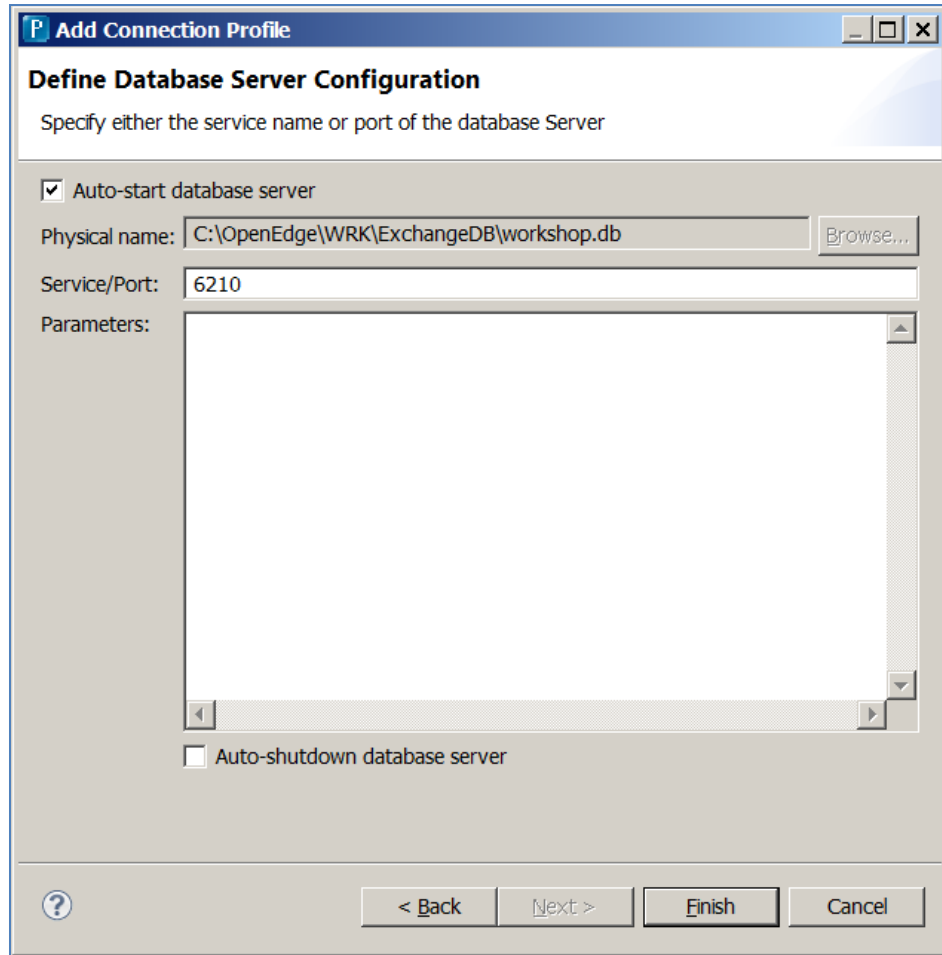 P Add Connection Profile
Define Database Server Configuration
Specify either the service name or port of the database Server
Auto-start database server
Physical name: C:\OpenEdge\WRK\ExchangeDB\workshop.db Browse...
Service/Port: 6210
Parameters:
Auto-shutdown database server
? < Back Next > Finish Cancel